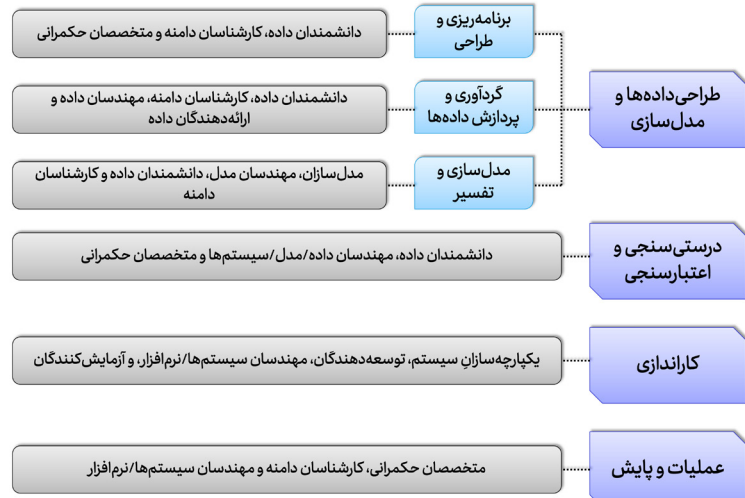 طراحی‌داده‌ها و
مدل‌سازی
برنامه‌ریزی و
طراحی
دانشمندان داده، کارشناسان دامنه و متخصصان حکمرانی
گردآوری و
پردازش داده‌ها
دانشمندان داده، کارشناسان دامنه، مهندسان داده و
ارائه‌دهندگان داده
مدل‌سازی و
تفسیر
مدل‌سازان، مهندسان مدل، دانشمندان داده و کارشناسان
دامنه
درستی‌سنجی و
اعتبارسنجی
دانشمندان داده، مهندسان داده/مدل/سیستم‌ها و متخصصان حکمرانی
کاراندازی
یکپارچه‌سازانِ سیستم، توسعه‌دهندگان، مهندسان سیستم‌ها/نرم‌افزار، و آزمایش‌کنندگان
عملیات و پایش
متخصصان حکمرانی، کارشناسان دامنه و مهندسان سیستم‌ها/نرم‌افزار